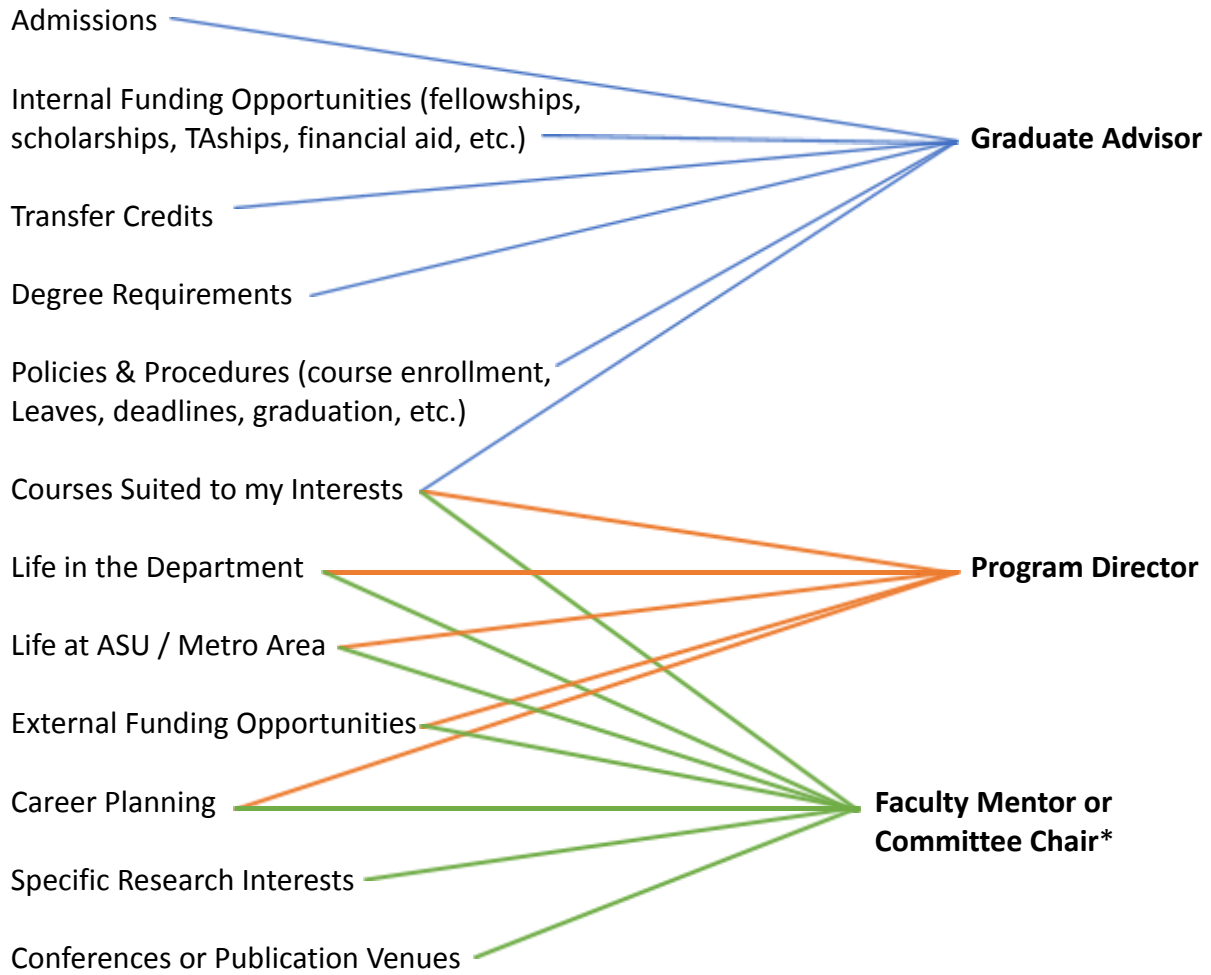 Admissions
Internal Funding Opportunities (fellowships,
scholarships, TAships, financial aid, etc.)
Graduate Advisor
Transfer Credits
Degree Requirements
Policies & Procedures (course enrollment,
Leaves, deadlines, graduation, etc.)
Courses Suited to my Interests
Life in the Department
Program Director
Life at ASU / Metro Area
External Funding Opportunities
Career Planning
Faculty Mentor or
Committee Chair*
Specific Research Interests
Conferences or Publication Venues